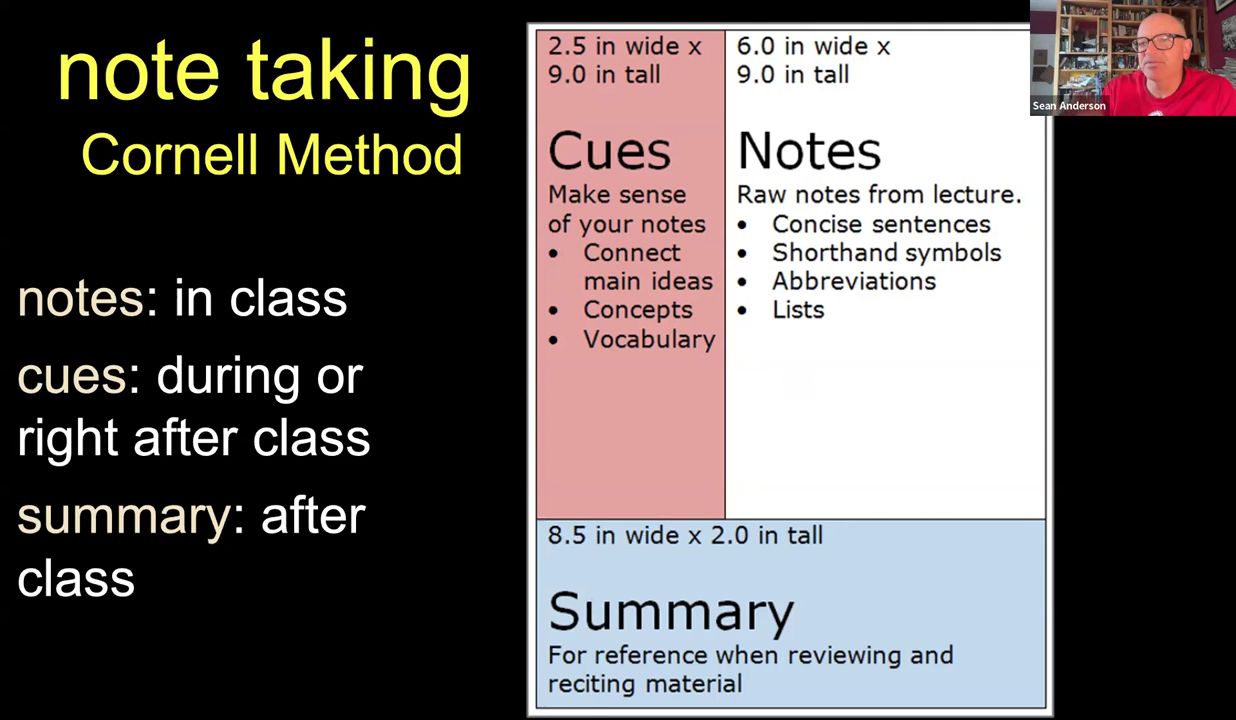 note taking
Cornell Method
notes: in class
cues: during or
right after class
summary: after
class
2.5 in wide x
9.0 in tall
Cues
Make sense
of your notes
• Connect
main ideas
• Concepts
• Vocabulary
6.0 in wide x
9.0 in tall
Notes
Raw notes from lecture.
• Concise sentences
• Shorthand symbols
• Abbreviations
• Lists
8.5 in wide x 2.0 in tall
Summary
For reference when reviewing and
reciting material
Sean Anderson